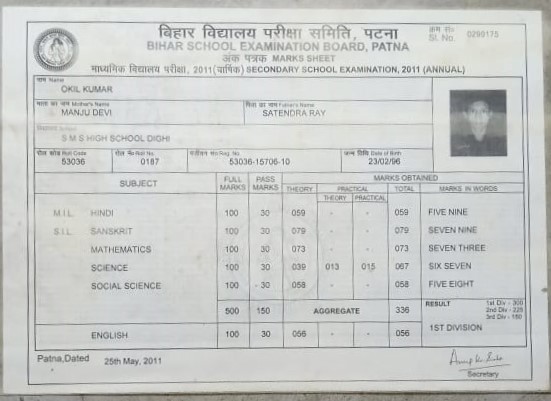 बिहार विद्यालय परीक्षा समिति, पटना
क्रम सं०
BIHAR SCHOOL EXAMINATION BOARD, PATNA
Sl. No. 0299175
अंक पत्रक MARKS SHEET
माध्यमिक विद्यालय परीक्षा, 2011(वार्षिक) SECONDARY SCHOOL EXAMINATION, 2011 (ANNUAL)
नाम Name
OKIL KUMAR
माता का नाम Mother's Name
MANJU DEVI
पिता का नाम Father's Name
SATENDRA RAY
S M S HIGH SCHOOL DIGHI
रौल कोड Roll Code
53036
रौल नं० Roll No.
0187
पंजीयन सं० Reg. No.
53036-15706-10
जन्म तिथि Date of Birth
23/02/96
SUBJECT FULL MARKS PASS MARKS MARKS OBTAINED
THEORY PRACTICAL TOTAL MARKS IN WORDS
THEORY PRACTICAL
M.I.L. HINDI 100 30 059 - - 059 FIVE NINE
S.I.L. SANSKRIT 100 30 079 - - 079 SEVEN NINE
MATHEMATICS 100 30 073 - - 073 SEVEN THREE
SCIENCE 100 30 039 013 015 067 SIX SEVEN
SOCIAL SCIENCE 100 30 058 - - 058 FIVE EIGHT
500 150 AGGREGATE 336 RESULT 1st Div - 300
2nd Div - 225
3rd Div - 150
ENGLISH 100 30 056 - - 056 1ST DIVISION
Patna,Dated 25th May, 2011
Secretary